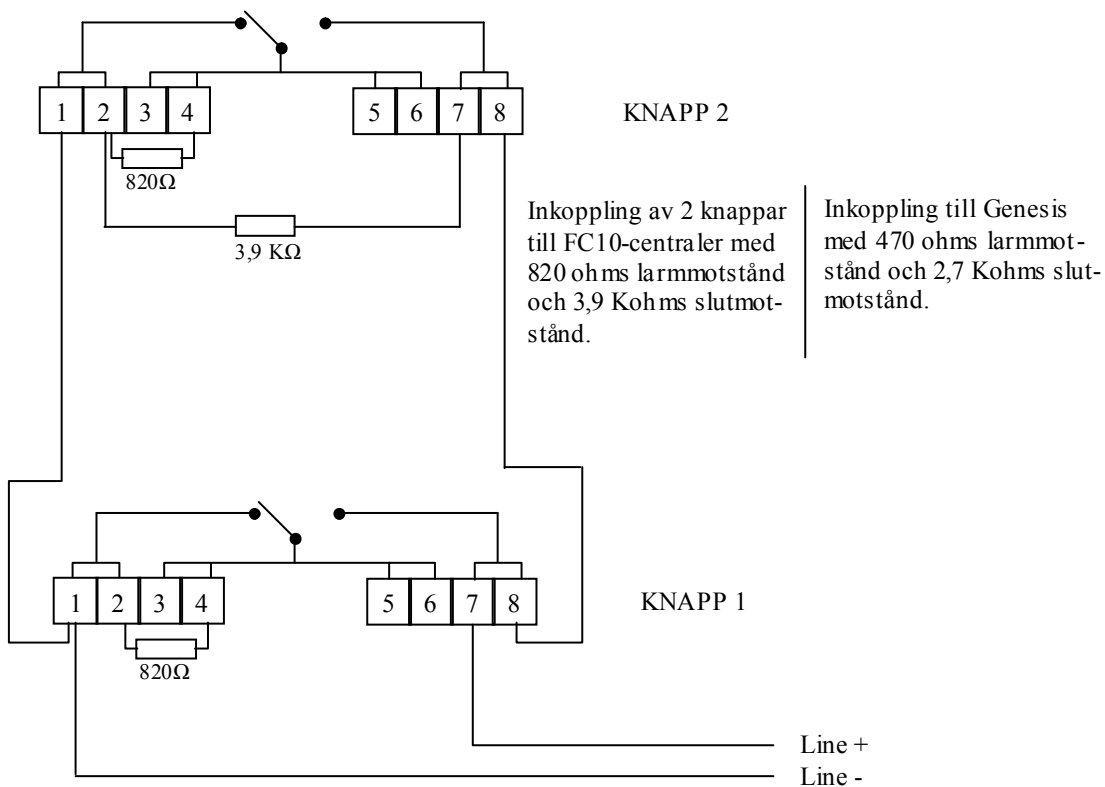 1 2 3 4 5 6 7 8 KNAPP 2
820Ω
3,9 KΩ
Inkoppling av 2 knappar
till FC10-centraler med
820 ohms larmmotstånd
och 3,9 Kohms slutmot-
stånd.
Inkoppling till Genesis
med 470 ohms larmmot-
stånd och 2,7 Kohms slut-
motstånd.
1 2 3 4 5 6 7 8 KNAPP 1
820Ω
Line +
Line -